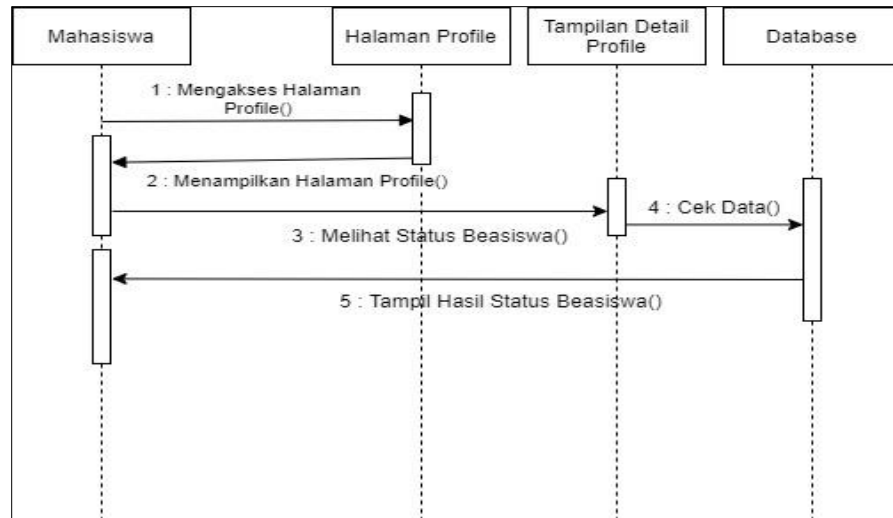 Mahasiswa
Halaman Profile
Tampilan Detail
Profile
Database
1 : Mengakses Halaman
Profile()
2 : Menampilkan Halaman Profile()
4 : Cek Data()
3 : Melihat Status Beasiswa()
5 : Tampil Hasil Status Beasiswa()